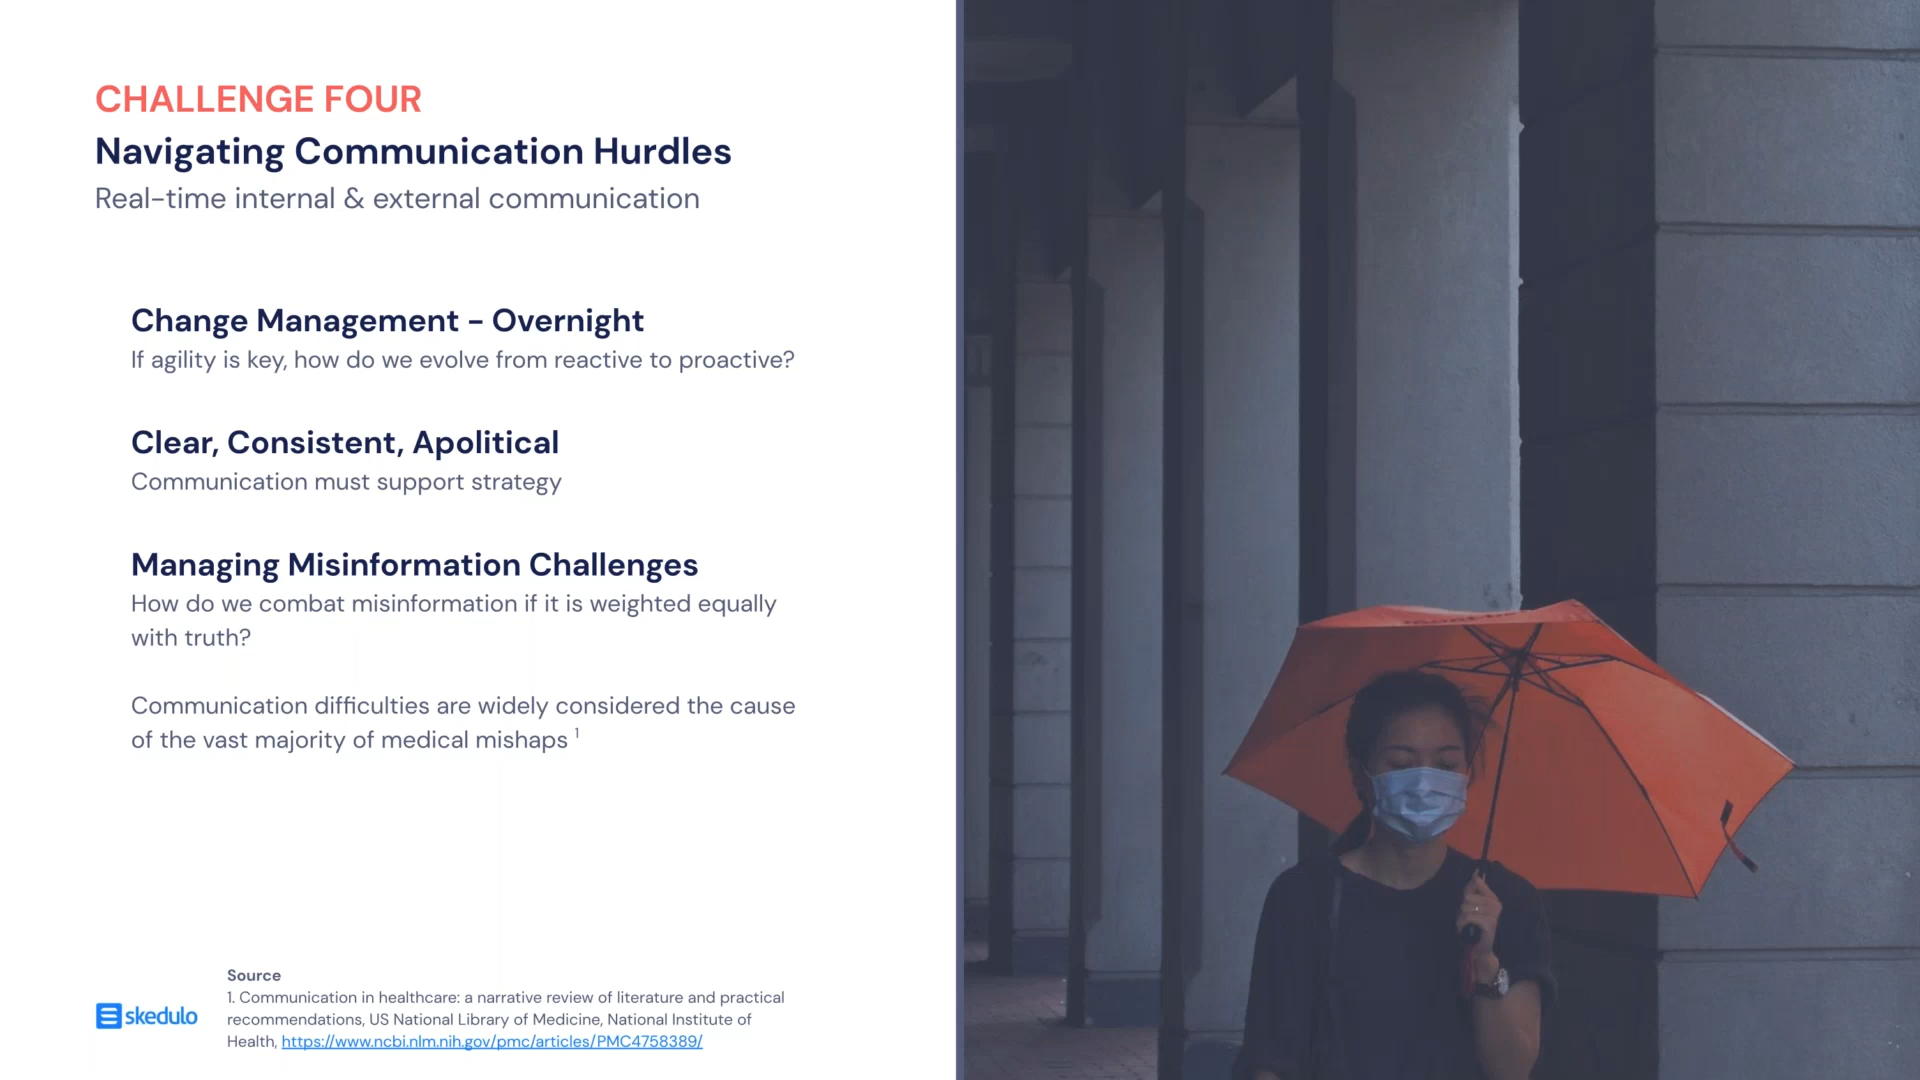 CHALLENGE FOUR
Navigating Communication Hurdles
Real-time internal & external communication
Change Management - Overnight
If agility is key, how do we evolve from reactive to proactive?
Clear, Consistent, Apolitical
Communication must support strategy
Managing Misinformation Challenges
How do we combat misinformation if it is weighted equally
with truth?
Communication difficulties are widely considered the cause
of the vast majority of medical mishaps ¹
skedulo
Source
1. Communication in healthcare: a narrative review of literature and practical
recommendations, US National Library of Medicine, National Institute of
Health, https://www.ncbi.nlm.nih.gov/pmc/articles/PMC4758389/